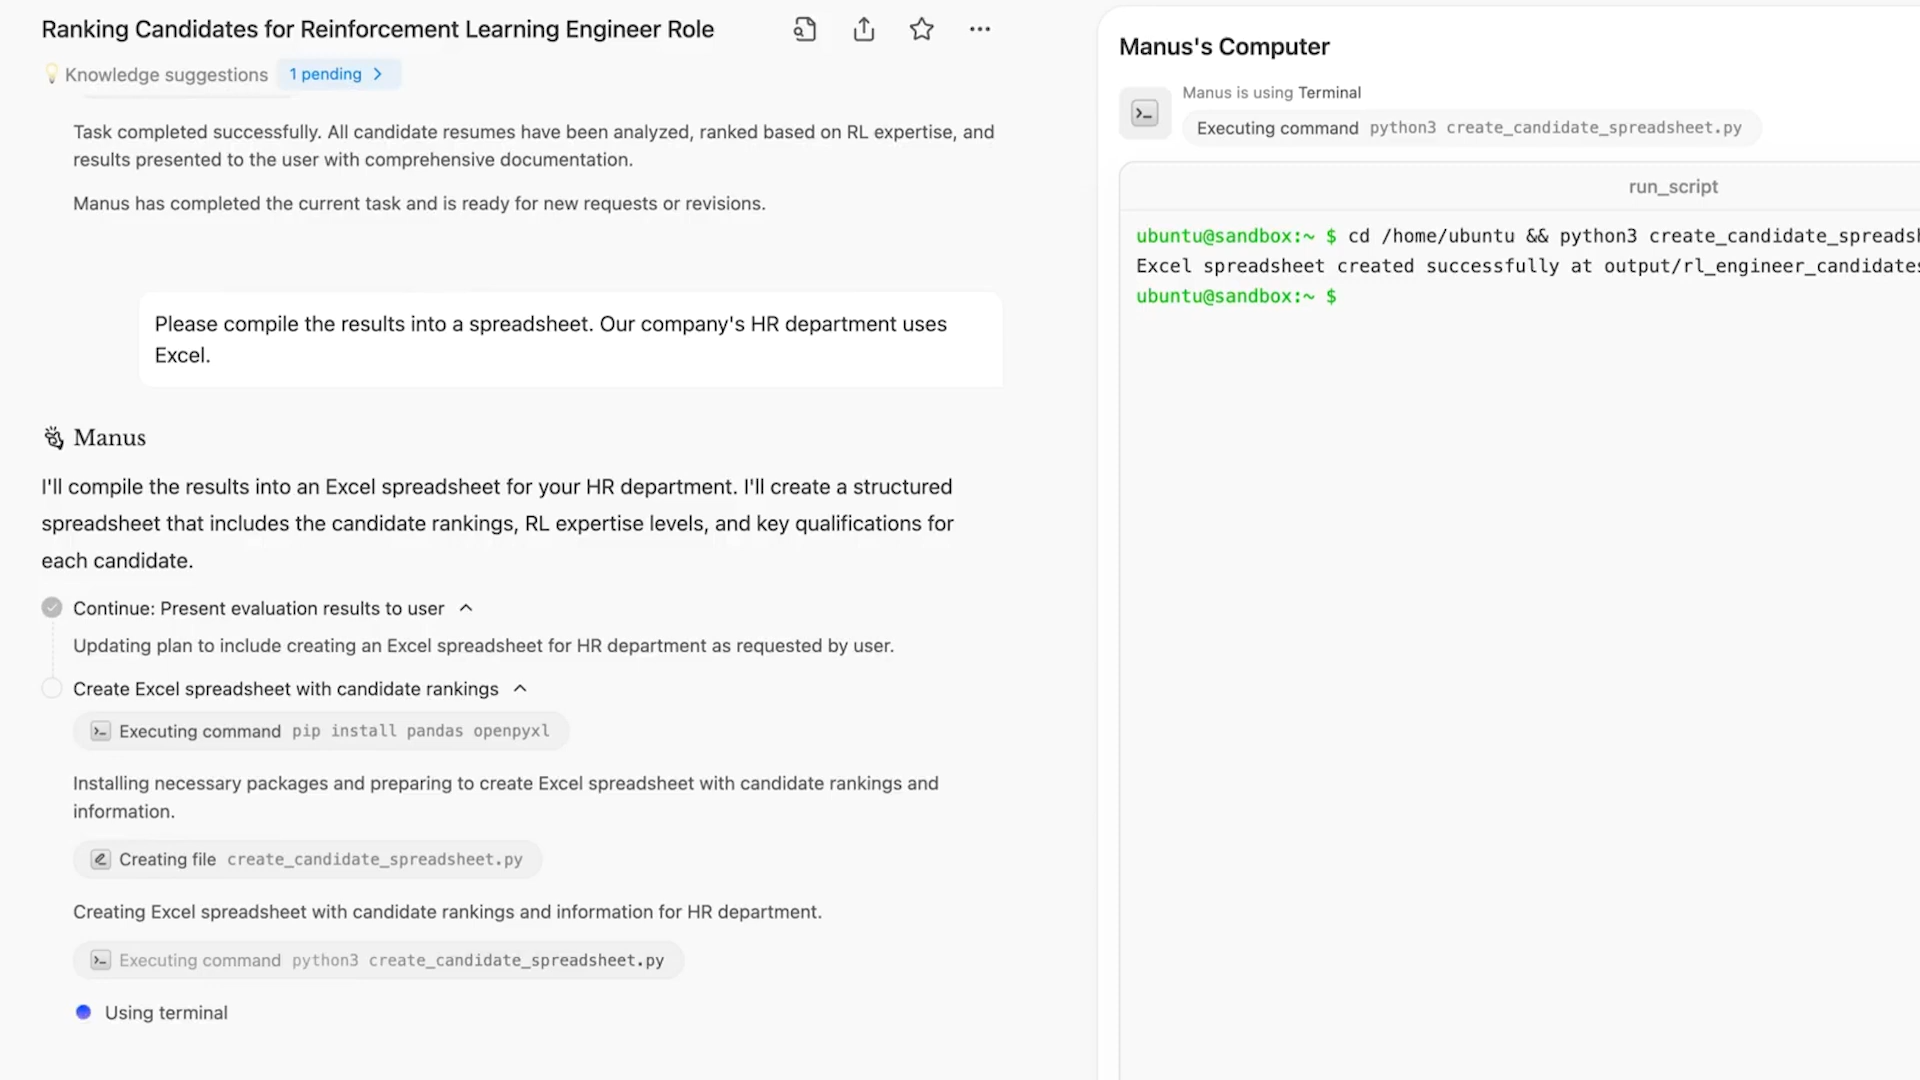 Ranking Candidates for Reinforcement Learning Engineer Role
Knowledge suggestions 1 pending
Task completed successfully. All candidate resumes have been analyzed, ranked based on RL expertise, and
results presented to the user with comprehensive documentation.
Manus has completed the current task and is ready for new requests or revisions.
Please compile the results into a spreadsheet. Our company's HR department uses
Excel.
Manus
I'll compile the results into an Excel spreadsheet for your HR department. I'll create a structured
spreadsheet that includes the candidate rankings, RL expertise levels, and key qualifications for
each candidate.
Continue: Present evaluation results to user
Updating plan to include creating an Excel spreadsheet for HR department as requested by user.
Create Excel spreadsheet with candidate rankings
Executing command pip install pandas openpyxl
Installing necessary packages and preparing to create Excel spreadsheet with candidate rankings and
information.
Creating file create_candidate_spreadsheet.py
Creating Excel spreadsheet with candidate rankings and information for HR department.
Executing command python3 create_candidate_spreadsheet.py
Using terminal
Manus's Computer
Manus is using Terminal
Executing command python3 create_candidate_spreadsheet.py
run_script
ubuntu@sandbox:~ $ cd /home/ubuntu && python3 create_candidate_spreadsh
Excel spreadsheet created successfully at output/rl_engineer_candidates
ubuntu@sandbox:~ $